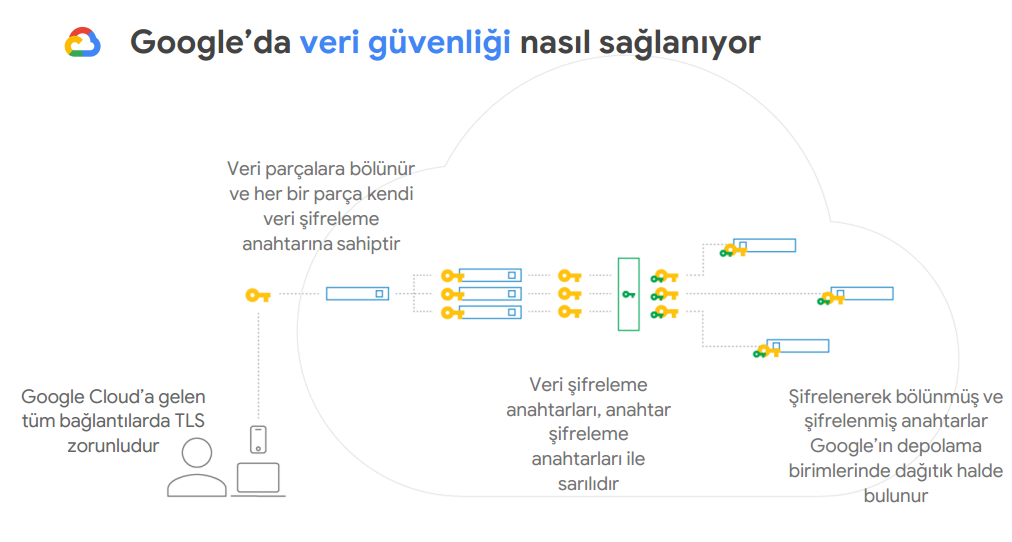 Google’da veri güvenliği nasıl sağlanıyor
Veri parçalara bölünür
ve her bir parça kendi
veri şifreleme
anahtarına sahiptir
Google Cloud’a gelen
tüm bağlantılarda TLS
zorunludur
Veri şifreleme
anahtarları, anahtar
şifreleme
anahtarları ile
sarılıdır
Şifrelenerek bölünmüş ve
şifrelenmiş anahtarlar
Google’ın depolama
birimlerinde dağıtık halde
bulunur